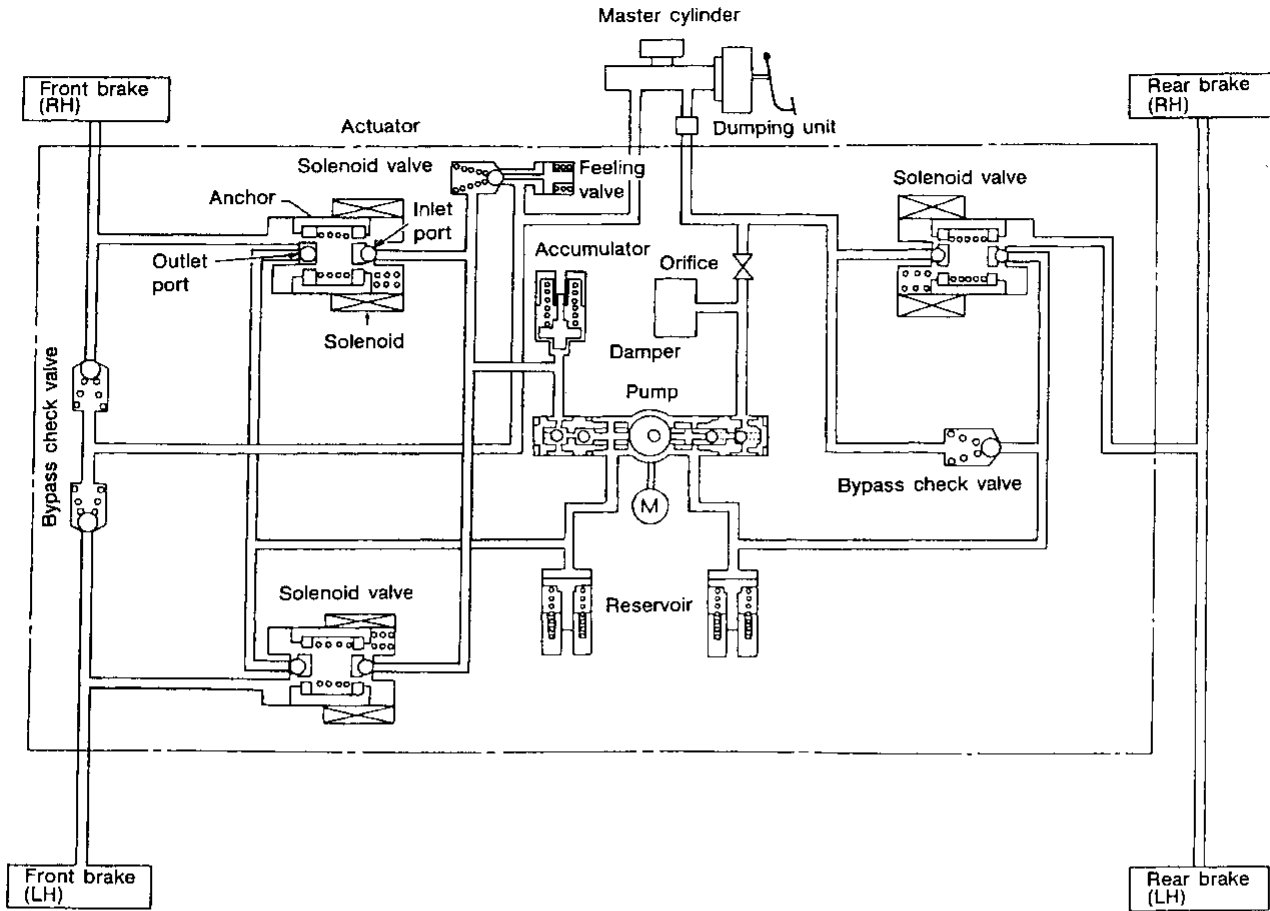 Master cylinder
Front brake
(RH)
Rear brake
(RH)
Actuator
Dumping unit
Solenoid valve
Feeling
valve
Solenoid valve
Anchor
Inlet
port
Outlet
port
Accumulator
Orifice
Solenoid
Damper
Pump
Bypass check valve
Bypass check valve
M
Solenoid valve
Reservoir
Front brake
(LH)
Rear brake
(LH)